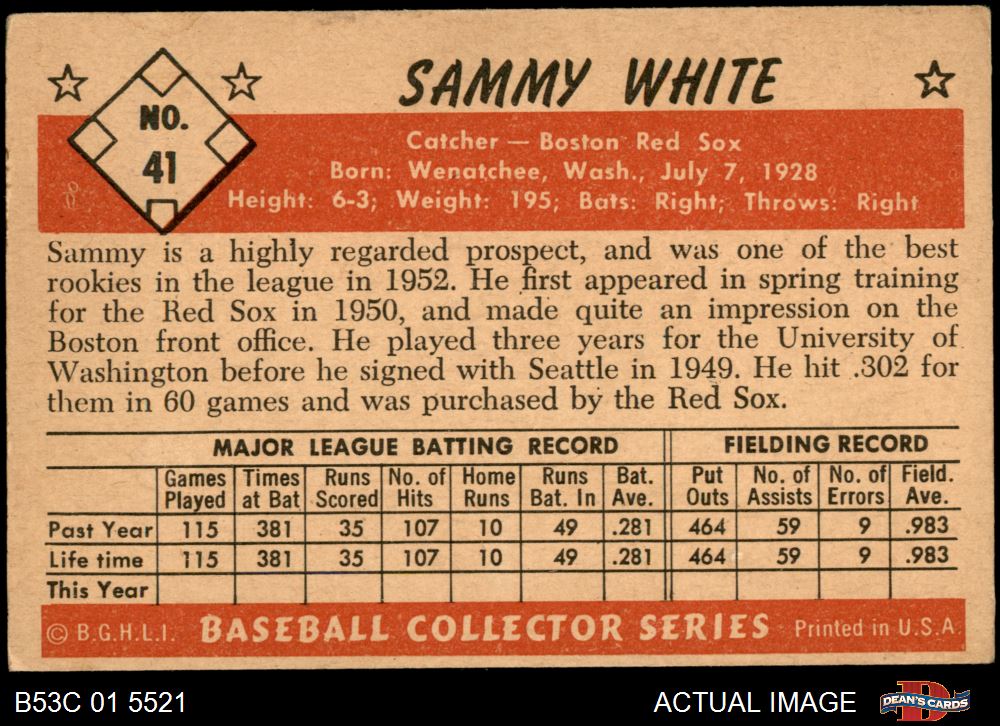 SAMMY WHITE
NO.
41
Catcher — Boston Red Sox
Born: Wenatchee, Wash., July 7, 1928
Height: 6-3; Weight: 195; Bats: Right; Throws: Right
Sammy is a highly regarded prospect, and was one of the best
rookies in the league in 1952. He first appeared in spring training
for the Red Sox in 1950, and made quite an impression on the
Boston front office. He played three years for the University of
Washington before he signed with Seattle in 1949. He hit .302 for
them in 60 games and was purchased by the Red Sox.
MAJOR LEAGUE BATTING RECORD FIELDING RECORD
Games Times Runs No. of Home Runs Bat. Put No. of No. of Field.
Played at Bat Scored Hits Runs Bat. In Ave. Outs Assists Errors Ave.
Past Year 115 381 35 107 10 49 .281 464 59 9 .983
Life time 115 381 35 107 10 49 .281 464 59 9 .983
This Year
© B.G.H.L.I. BASEBALL COLLECTOR SERIES Printed in U.S.A.
B53C 01 5521 ACTUAL IMAGE DEAN'S CARDS